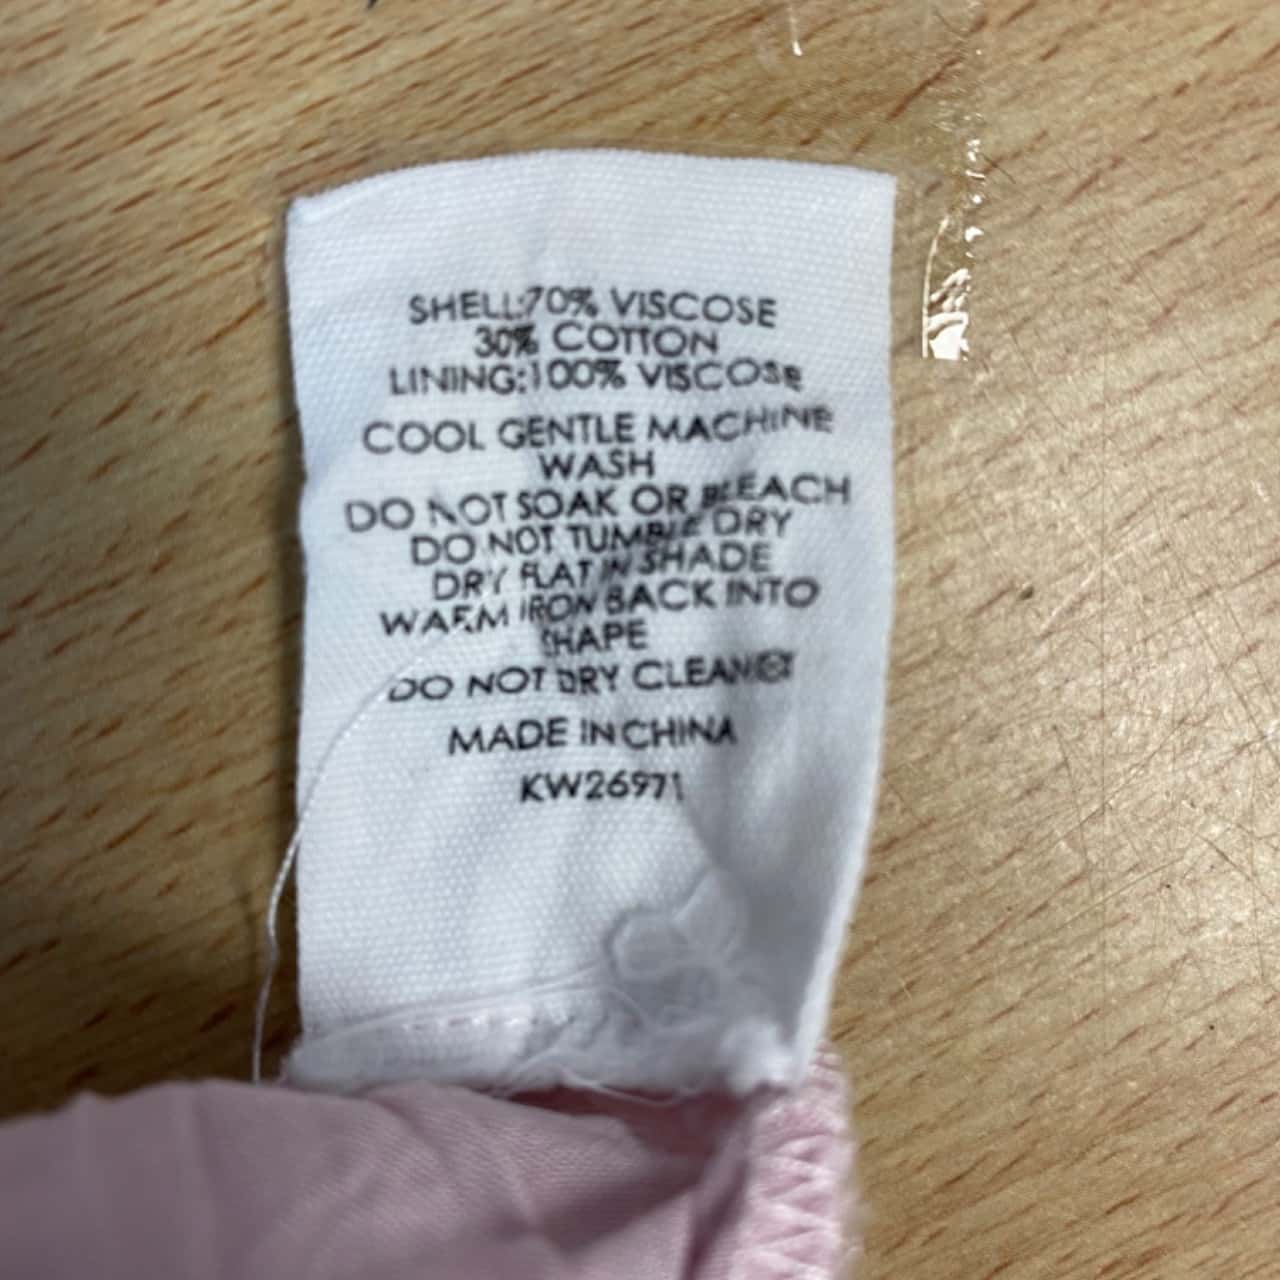 SHELL:70% VISCOSE
30% COTTON
LINING:100% VISCOSE
COOL GENTLE MACHINE
WASH
DO NOT SOAK OR BLEACH
DO NOT TUMBLE DRY
DRY FLAT IN SHADE
WARM IRON BACK INTO
SHAPE
DO NOT DRY CLEAN
MADE IN CHINA
KW26971